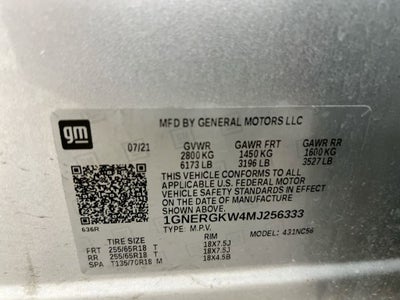 gm
MFD BY GENERAL MOTORS LLC
07/21 GVWR GAWR FRT GAWR RR
2800 KG 1450 KG 1600 KG
6173 LB 3196 LB 3527 LB
THIS VEHICLE CONFORMS TO ALL
APPLICABLE U.S. FEDERAL MOTOR
VEHICLE SAFETY STANDARDS IN EFFECT
ON THE DATE OF MANUFACTURE
SHOWN ABOVE.
1GNERGKW4MJ256333
636R TYPE: M.P.V. MODEL: 431NC56
TIRE SIZE RIM
FRT 255/65R18 T 18X7.5J
RR 255/65R18 T 18X7.5J
SPA T135/70R18 M 18X4.5B